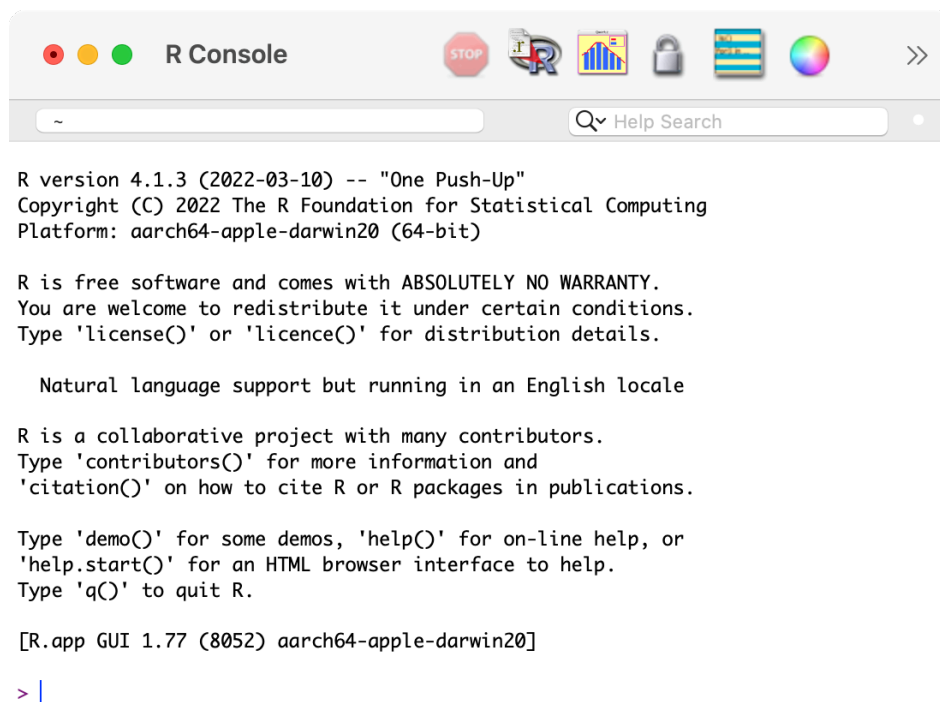 R Console
STOP
~
Help Search
R version 4.1.3 (2022-03-10) -- "One Push-Up"
Copyright (C) 2022 The R Foundation for Statistical Computing
Platform: aarch64-apple-darwin20 (64-bit)
R is free software and comes with ABSOLUTELY NO WARRANTY.
You are welcome to redistribute it under certain conditions.
Type 'license()' or 'licence()' for distribution details.
Natural language support but running in an English locale
R is a collaborative project with many contributors.
Type 'contributors()' for more information and
'citation()' on how to cite R or R packages in publications.
Type 'demo()' for some demos, 'help()' for on-line help, or
'help.start()' for an HTML browser interface to help.
Type 'q()' to quit R.
[R.app GUI 1.77 (8052) aarch64-apple-darwin20]
>